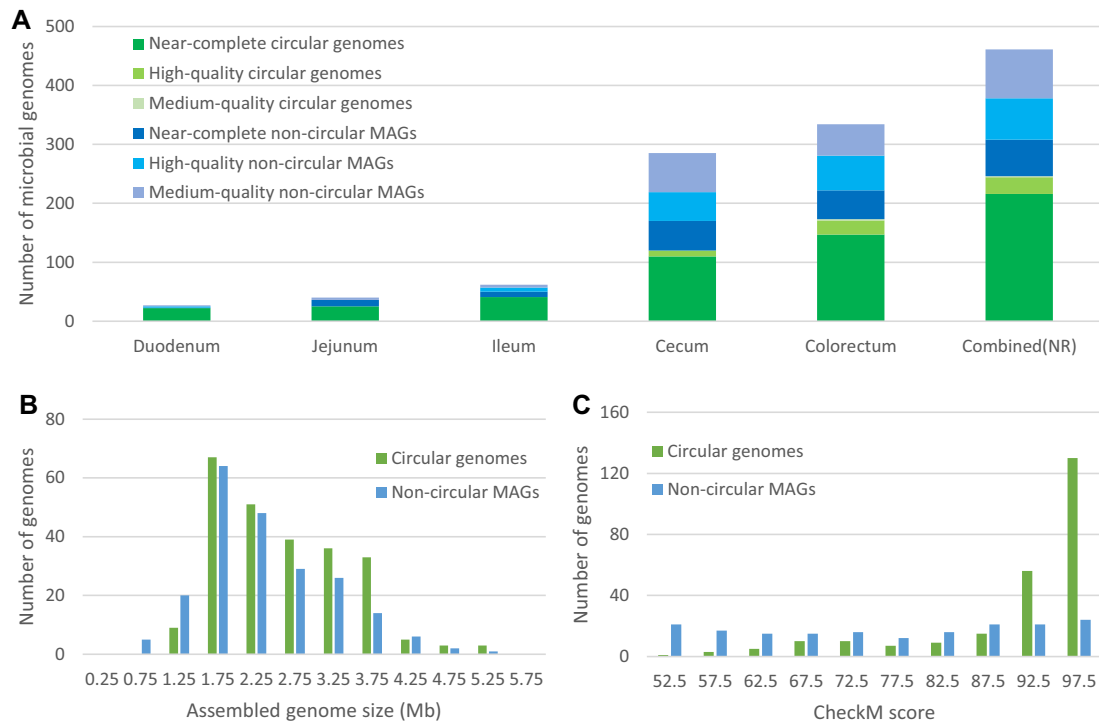 A
Number of microbial genomes
500
400
300
200
100
0
Near-complete circular genomes
High-quality circular genomes
Medium-quality circular genomes
Near-complete non-circular MAGs
High-quality non-circular MAGs
Medium-quality non-circular MAGs
Duodenum Jejunum Ileum Cecum Colorectum Combined(NR)
B
Number of genomes
80
60
40
20
0
Circular genomes
Non-circular MAGs
0.25 0.75 1.25 1.75 2.25 2.75 3.25 3.75 4.25 4.75 5.25 5.75
Assembled genome size (Mb)
C
Number of genomes
160
120
80
40
0
Circular genomes
Non-circular MAGs
52.5 57.5 62.5 67.5 72.5 77.5 82.5 87.5 92.5 97.5
CheckM score